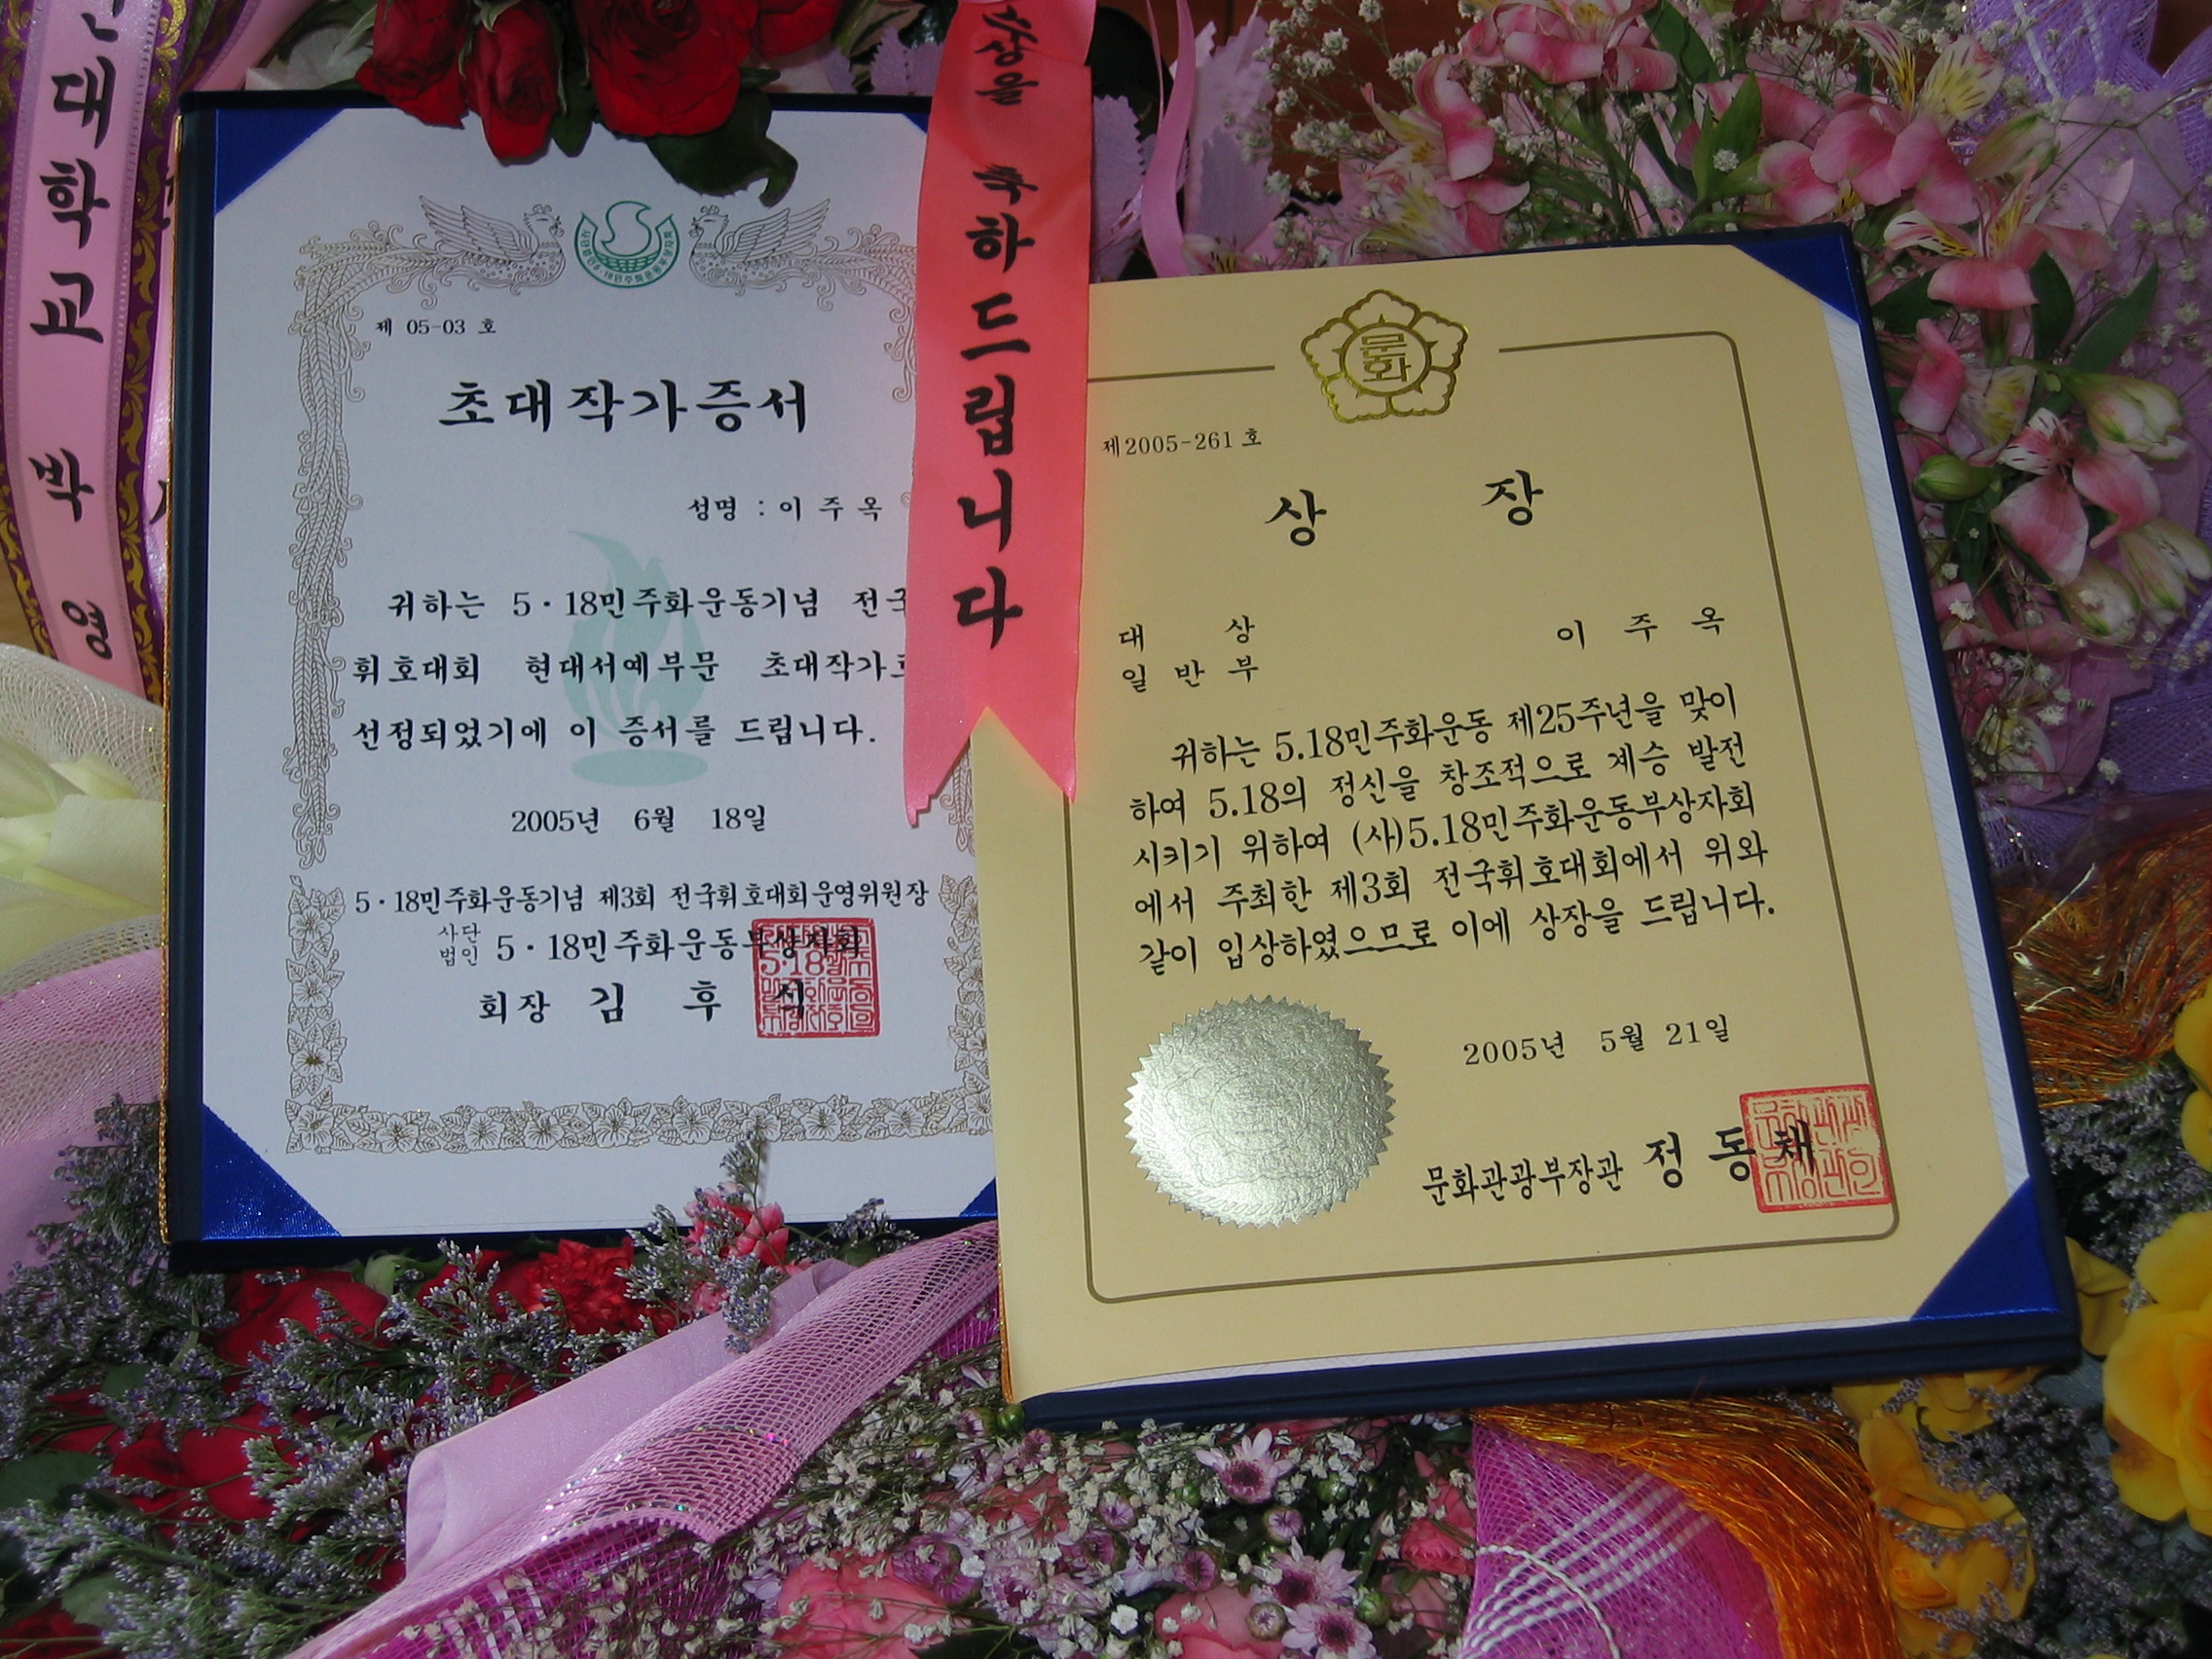 대학교 박 영
수상을 축하드립니다
제 05-03 호
초대작가증서
성명 : 이 주 옥
귀하는 5·18민주화운동기념
휘호대회 현대서예부문 초대작가
선정되었기에 이 증서를 드립니다.
2005년 6월 18일
5·18민주화운동기념 제3회 전국휘호대회운영위원장
사단
법인 5·18민주화운동부상자회
회장 김 후 식
문화
제2005-261 호
상 장
대 상 이 주 옥
일 반 부
귀하는 5.18민주화운동 제25주년을 맞이
하여 5.18의 정신을 창조적으로 계승 발전
시키기 위하여 (사)5.18민주화운동부상자회
에서 주최한 제3회 전국휘호대회에서 위와
같이 입상하였으므로 이에 상장을 드립니다.
2005년 5월 21일
문화관광부장관 정 동 채